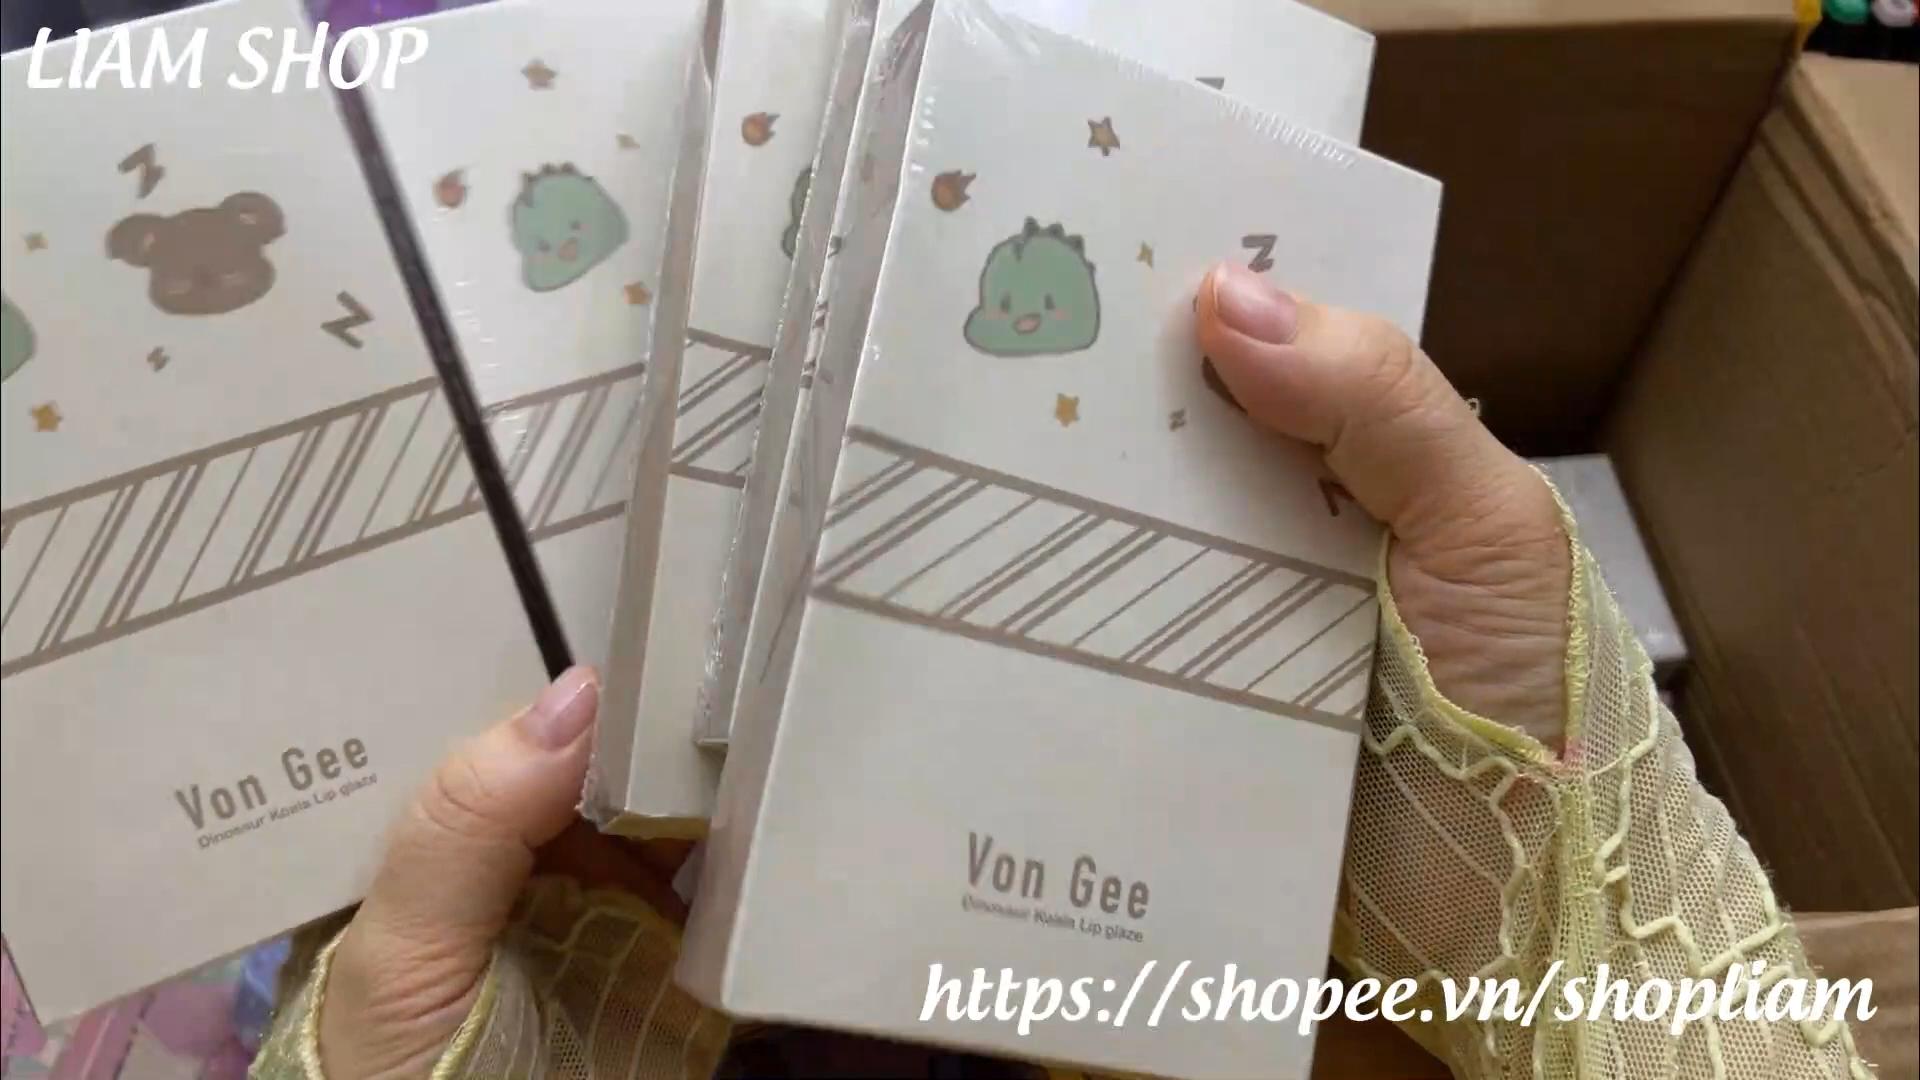 LIAM SHOP
Z
Z
Z
Von Gee
Dinosaur Koala Lip glaze
Z
Z
Von Gee
Dinosaur Koala Lip glaze
https://shopee.vn/shopliam